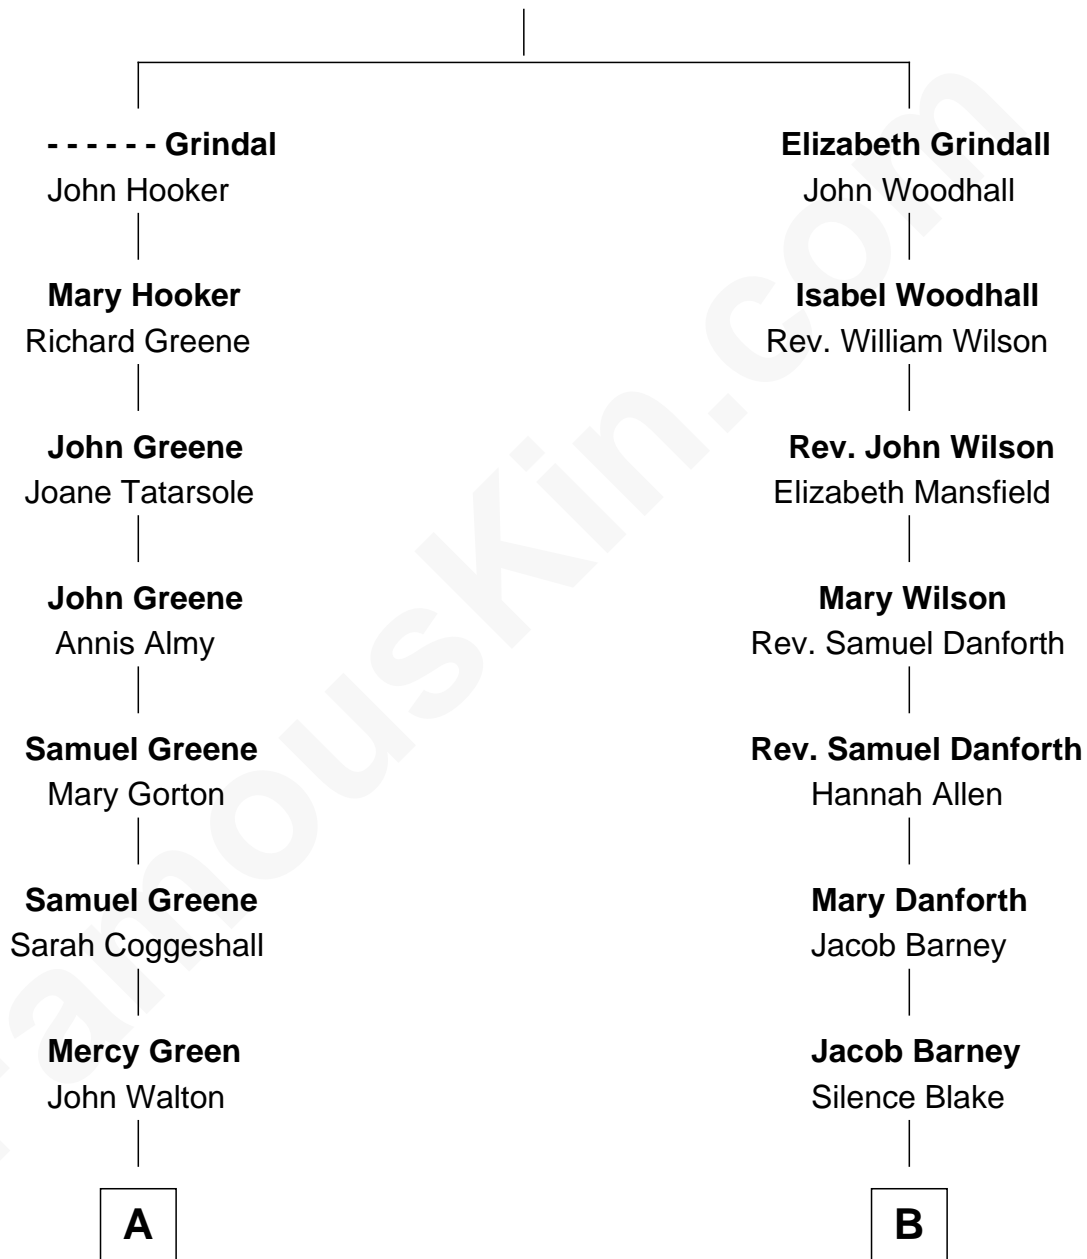 - - - - - - Grindal
John Hooker
Mary Hooker
Richard Greene
John Greene
Joane Tatarsole
John Greene
Annis Almy
Samuel Greene
Mary Gorton
Samuel Greene
Sarah Coggeshall
Mercy Green
John Walton
A
Elizabeth Grindall
John Woodhall
Isabel Woodhall
Rev. William Wilson
Rev. John Wilson
Elizabeth Mansfield
Mary Wilson
Rev. Samuel Danforth
Rev. Samuel Danforth
Hannah Allen
Mary Danforth
Jacob Barney
Jacob Barney
Silence Blake
B
FamousKin.com